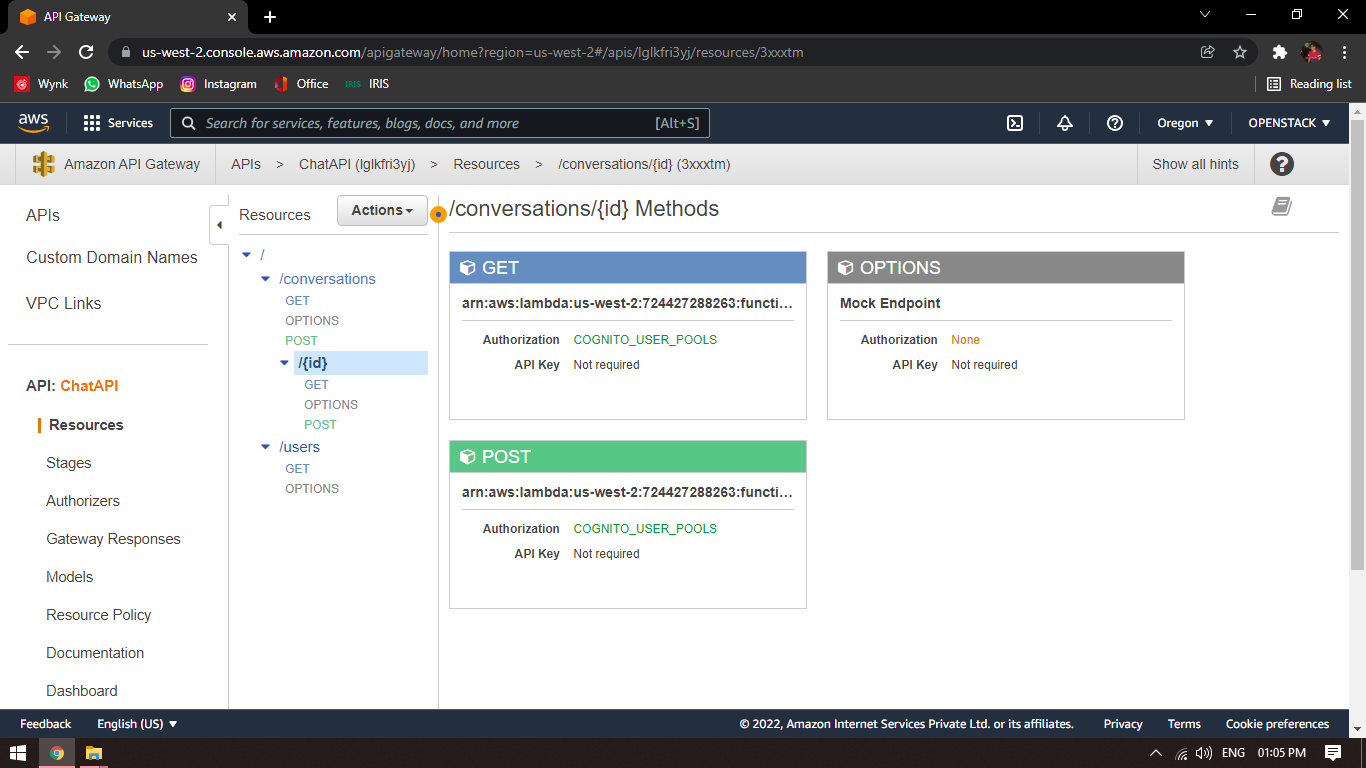 API Gateway
us-west-2.console.aws.amazon.com/apigateway/home?region=us-west-2#/apis/lglkfri3yj/resources/3xxxtm
Wynk WhatsApp Instagram Office IRIS IRIS Reading list
aws Services Search for services, features, blogs, docs, and more [Alt+S] Oregon OPENSTACK
Amazon API Gateway APIs > ChatAPI (lglkfri3yj) > Resources > /conversations/{id} (3xxxtm) Show all hints ?
APIs
Custom Domain Names
VPC Links
API: ChatAPI
Resources
Stages
Authorizers
Gateway Responses
Models
Resource Policy
Documentation
Dashboard
Resources Actions
/
/conversations
GET
OPTIONS
POST
/{id}
GET
OPTIONS
POST
/users
GET
OPTIONS
/conversations/{id} Methods
GET
arn:aws:lambda:us-west-2:724427288263:functi...
Authorization COGNITO_USER_POOLS
API Key Not required
OPTIONS
Mock Endpoint
Authorization None
API Key Not required
POST
arn:aws:lambda:us-west-2:724427288263:functi...
Authorization COGNITO_USER_POOLS
API Key Not required
Feedback English (US) © 2022, Amazon Internet Services Private Ltd. or its affiliates. Privacy Terms Cookie preferences
ENG 01:05 PM